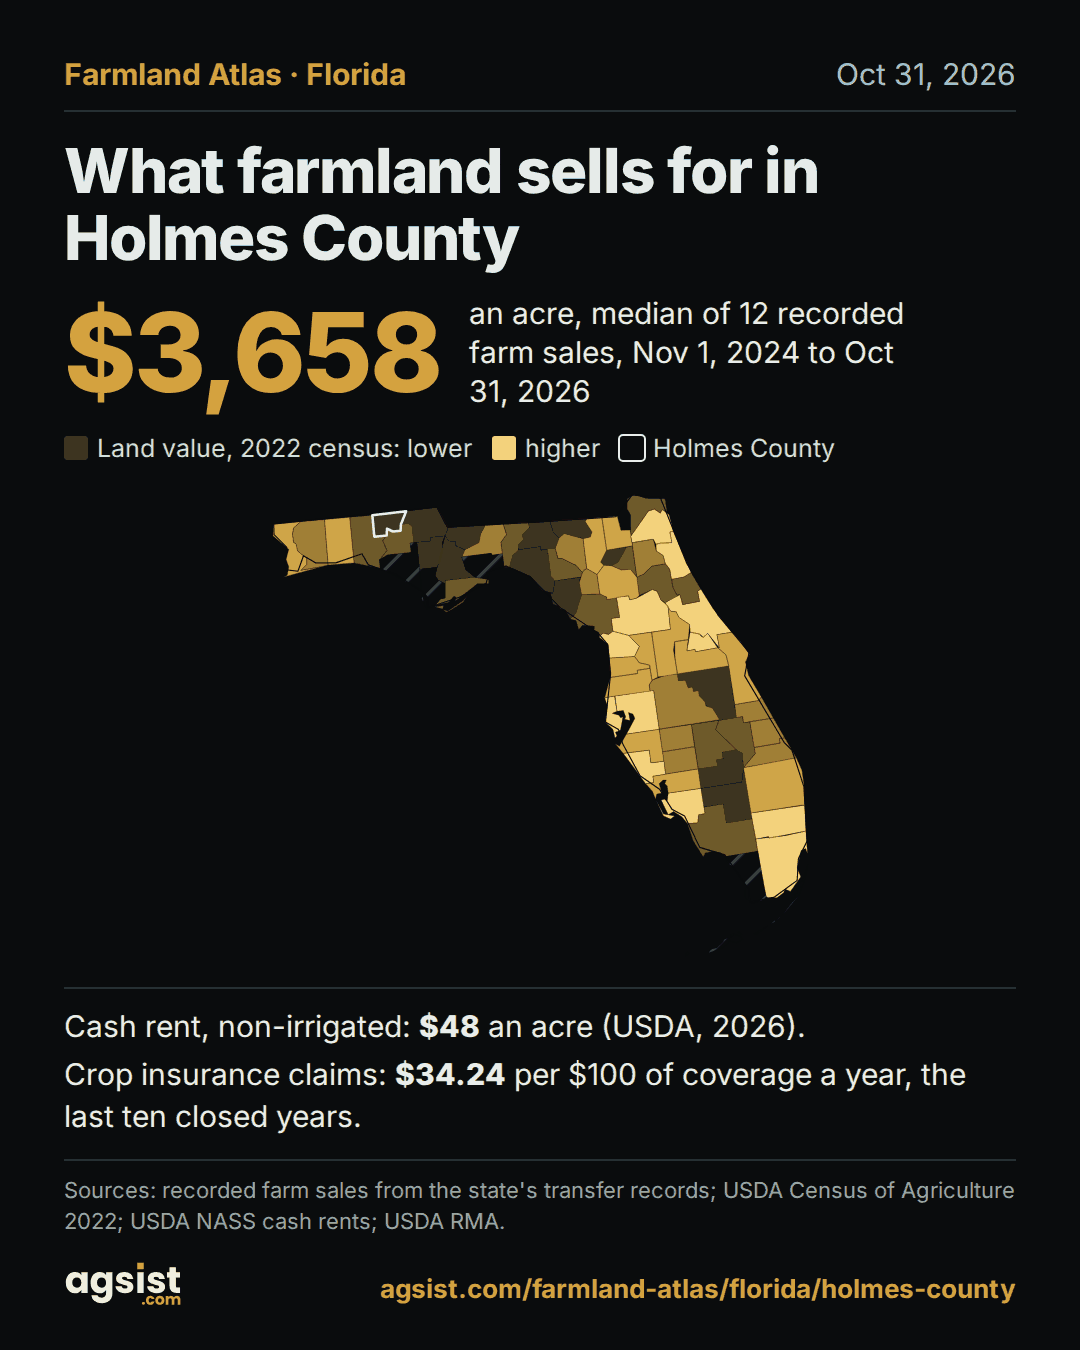 Farmland Atlas · Florida
Oct 31, 2026
What farmland sells for in
Holmes County
$3,658
an acre, median of 12 recorded
farm sales, Nov 1, 2024 to Oct
31, 2026
Land value, 2022 census: lower
higher
Holmes County
Cash rent, non-irrigated: $48 an acre (USDA, 2026).
Crop insurance claims: $34.24 per $100 of coverage a year, the
last ten closed years.
Sources: recorded farm sales from the state's transfer records; USDA Census of Agriculture
2022; USDA NASS cash rents; USDA RMA.
agsist
.com
agsist.com/farmland-atlas/florida/holmes-county